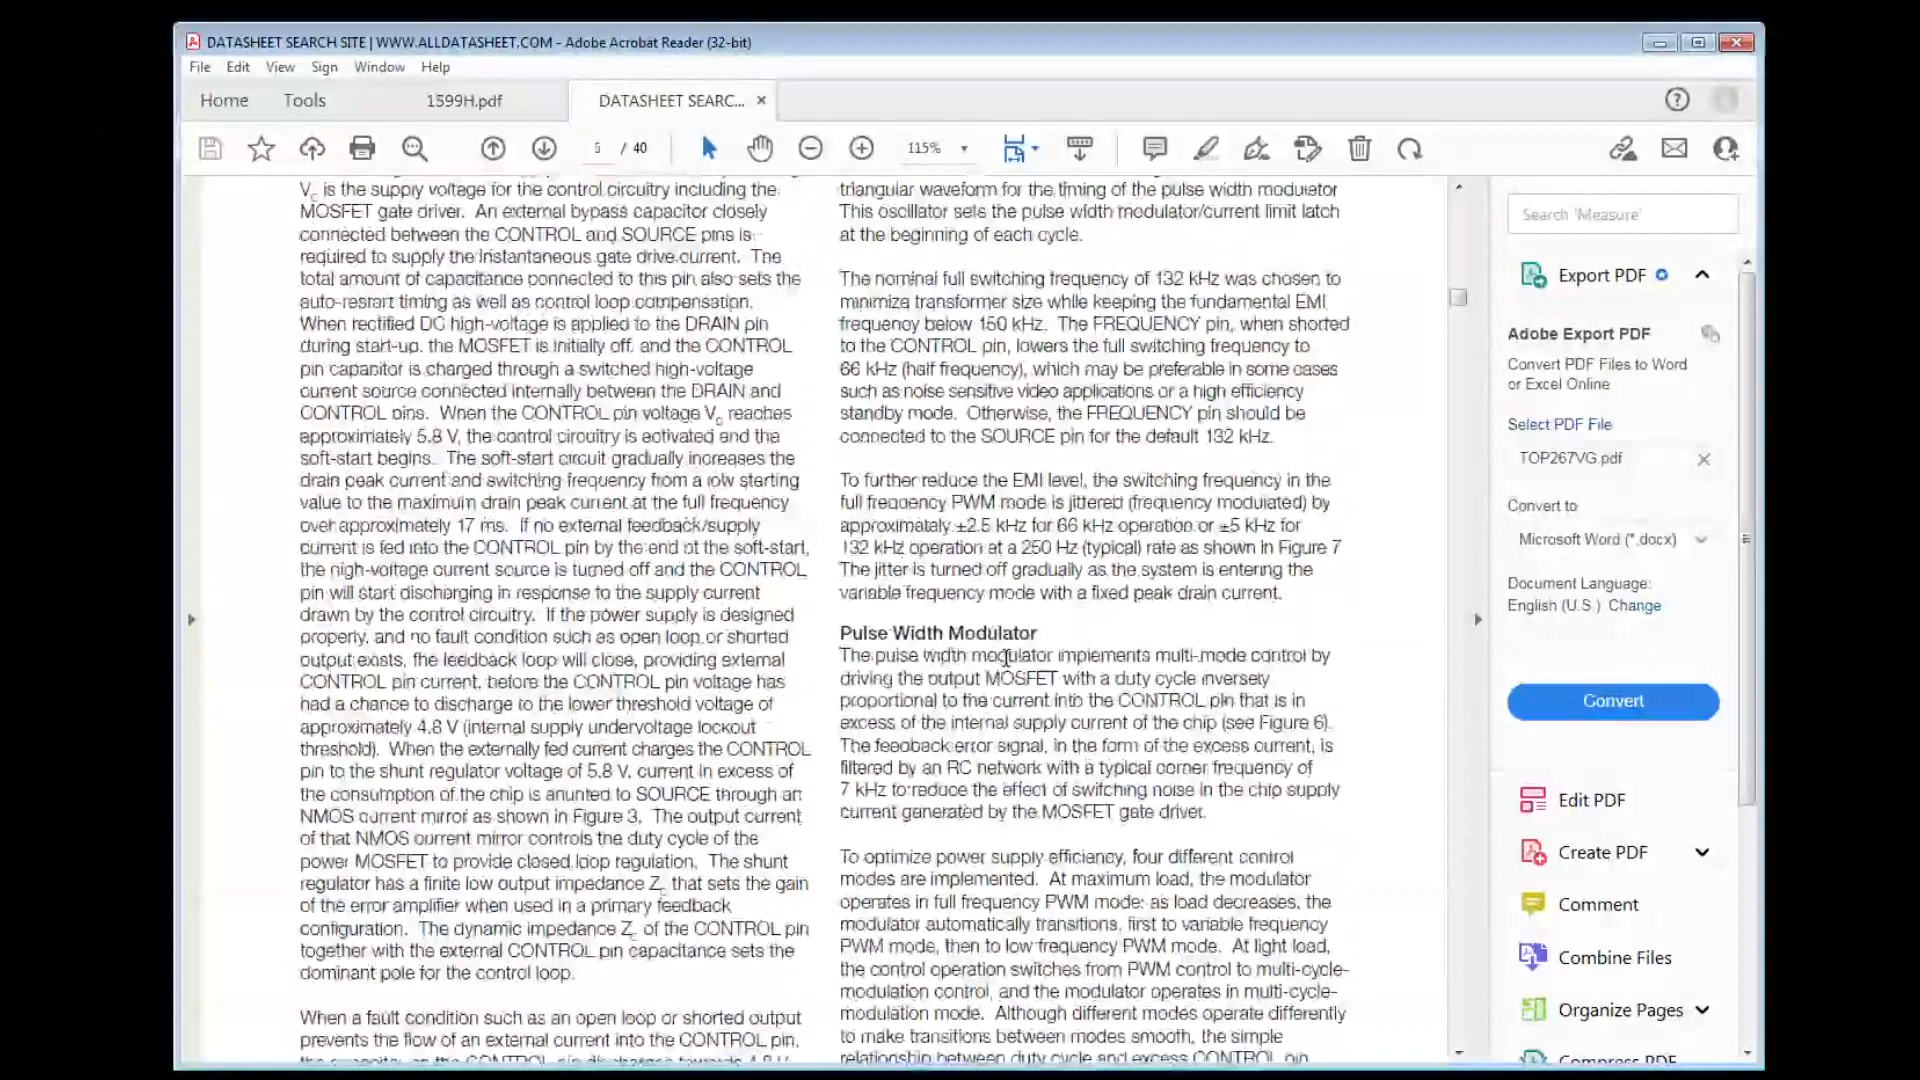 DATASHEET SEARCH SITE | WWW.ALLDATASHEET.COM - Adobe Acrobat Reader (32-bit)
File Edit View Sign Window Help
Home Tools 1599H.pdf DATASHEET SEARC... ×
5 / 40 115%
V꜀ is the supply voltage for the control circuitry including the
MOSFET gate driver. An external bypass capacitor closely
connected between the CONTROL and SOURCE pins is
required to supply the instantaneous gate drive current. The
total amount of capacitance connected to this pin also sets the
auto-restart timing as well as control loop compensation.
When rectified DC high-voltage is applied to the DRAIN pin
during start-up, the MOSFET is initially off, and the CONTROL
pin capacitor is charged through a switched high-voltage
current source connected internally between the DRAIN and
CONTROL pins. When the CONTROL pin voltage V꜀ reaches
approximately 5.8 V, the control circuitry is activated and the
soft-start begins. The soft-start circuit gradually increases the
drain peak current and switching frequency from a low starting
value to the maximum drain peak current at the full frequency
over approximately 17 ms. If no external feedback/supply
current is fed into the CONTROL pin by the end of the soft-start,
the high-voltage current source is turned off and the CONTROL
pin will start discharging in response to the supply current
drawn by the control circuitry. If the power supply is designed
properly, and no fault condition such as open loop or shorted
output exists, the feedback loop will close, providing external
CONTROL pin current, before the CONTROL pin voltage has
had a chance to discharge to the lower threshold voltage of
approximately 4.8 V (internal supply undervoltage lockout
threshold). When the externally fed current charges the CONTROL
pin to the shunt regulator voltage of 5.8 V, current in excess of
the consumption of the chip is shunted to SOURCE through an
NMOS current mirror as shown in Figure 3. The output current
of that NMOS current mirror controls the duty cycle of the
power MOSFET to provide closed loop regulation. The shunt
regulator has a finite low output impedance Z꜀ that sets the gain
of the error amplifier when used in a primary feedback
configuration. The dynamic impedance Z꜀ of the CONTROL pin
together with the external CONTROL pin capacitance sets the
dominant pole for the control loop.
When a fault condition such as an open loop or shorted output
prevents the flow of an external current into the CONTROL pin,
triangular waveform for the timing of the pulse width modulator
This oscillator sets the pulse width modulator/current limit latch
at the beginning of each cycle.
The nominal full switching frequency of 132 kHz was chosen to
minimize transformer size while keeping the fundamental EMI
frequency below 150 kHz. The FREQUENCY pin, when shorted
to the CONTROL pin, lowers the full switching frequency to
66 kHz (half frequency), which may be preferable in some cases
such as noise sensitive video applications or a high efficiency
standby mode. Otherwise, the FREQUENCY pin should be
connected to the SOURCE pin for the default 132 kHz.
To further reduce the EMI level, the switching frequency in the
full frequency PWM mode is jittered (frequency modulated) by
approximately ±2.5 kHz for 66 kHz operation or ±5 kHz for
132 kHz operation at a 250 Hz (typical) rate as shown in Figure 7
The jitter is turned off gradually as the system is entering the
variable frequency mode with a fixed peak drain current.
Pulse Width Modulator
The pulse width modulator implements multi-mode control by
driving the output MOSFET with a duty cycle inversely
proportional to the current into the CONTROL pin that is in
excess of the internal supply current of the chip (see Figure 6).
The feedback error signal, in the form of the excess current, is
filtered by an RC network with a typical corner frequency of
7 kHz to reduce the effect of switching noise in the chip supply
current generated by the MOSFET gate driver.
To optimize power supply efficiency, four different control
modes are implemented. At maximum load, the modulator
operates in full frequency PWM mode; as load decreases, the
modulator automatically transitions, first to variable frequency
PWM mode, then to low frequency PWM mode. At light load,
the control operation switches from PWM control to multi-cycle-
modulation control, and the modulator operates in multi-cycle-
modulation mode. Although different modes operate differently
to make transitions between modes smooth, the simple
relationship between duty cycle and excess CONTROL pin
Search 'Measure'
Export PDF
Adobe Export PDF
Convert PDF Files to Word
or Excel Online
Select PDF File
TOP267VG.pdf
Convert to
Microsoft Word (*.docx)
Document Language:
English (U.S.) Change
Convert
Edit PDF
Create PDF
Comment
Combine Files
Organize Pages
Compress PDF